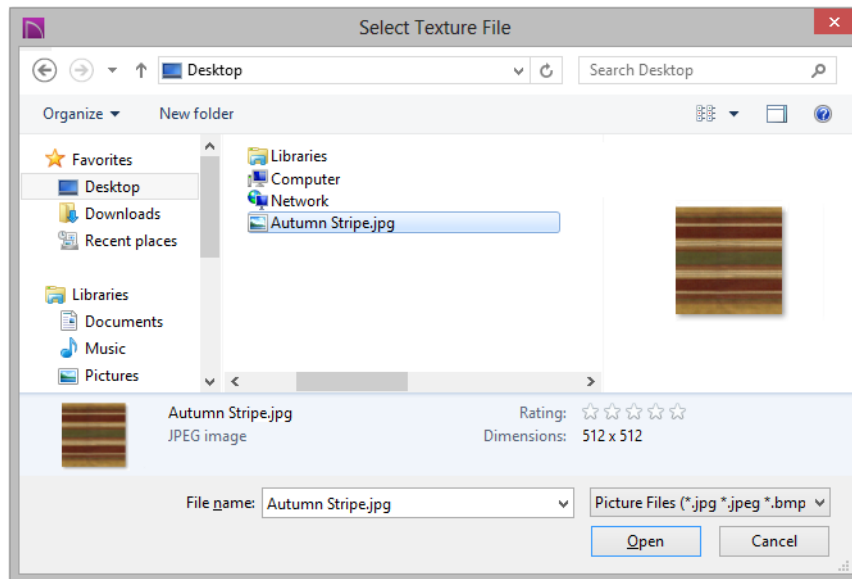 Select Texture File
Desktop
Search Desktop
Organize
New folder
Favorites
Desktop
Downloads
Recent places
Libraries
Documents
Music
Pictures
Libraries
Computer
Network
Autumn Stripe.jpg
Autumn Stripe.jpg
JPEG image
Rating:
Dimensions: 512 x 512
File name: Autumn Stripe.jpg
Picture Files (*.jpg *.jpeg *.bmp
Open
Cancel